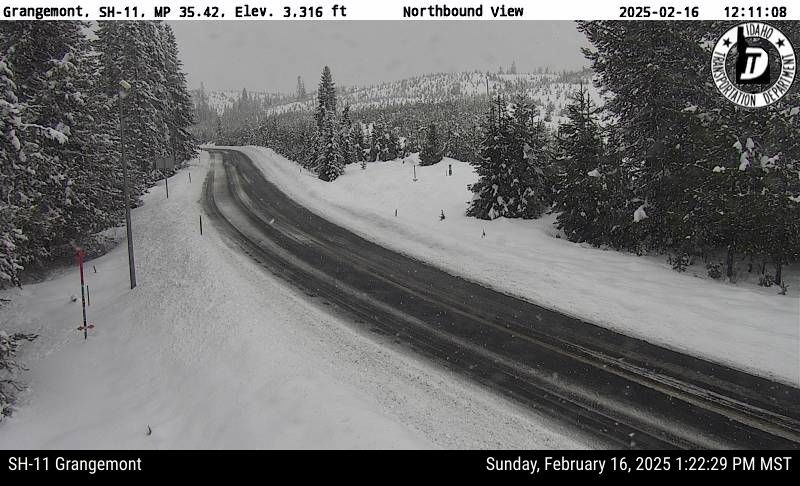 Grangemont, SH-11, MP 35.42, Elev. 3,316 ft Northbound View 2025-02-16 12:11:08
IDAHO
TRANSPORTATION DEPARTMENT
SH-11 Grangemont Sunday, February 16, 2025 1:22:29 PM MST